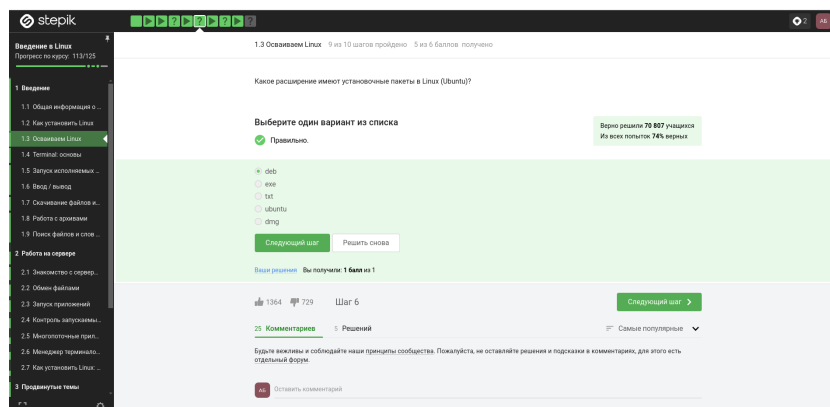 stepik
2
АБ
Введение в Linux
Прогресс по курсу: 113/125
1 Введение
1.1 Общая информация о ...
1.2 Как установить Linux
1.3 Осваиваем Linux
1.4 Terminal: основы
1.5 Запуск исполняемых ...
1.6 Ввод / вывод
1.7 Скачивание файлов и...
1.8 Работа с архивами
1.9 Поиск файлов и слов ...
2 Работа на сервере
2.1 Знакомство с сервер...
2.2 Обмен файлами
2.3 Запуск приложений
2.4 Контроль запускаемы...
2.5 Многопоточные прил...
2.6 Менеджер терминало...
2.7 Как установить Linux: ...
3 Продвинутые темы
1.3 Осваиваем Linux 9 из 10 шагов пройдено 5 из 6 баллов получено
Какое расширение имеют установочные пакеты в Linux (Ubuntu)?
Выберите один вариант из списка
Правильно.
Верно решили 70 807 учащихся
Из всех попыток 74% верных
deb
exe
txt
ubuntu
dmg
Следующий шаг
Решить снова
Ваши решения Вы получили: 1 балл из 1
1364 729 Шаг 6
Следующий шаг
25 Комментариев 5 Решений
Самые популярные
Будьте вежливы и соблюдайте наши принципы сообщества. Пожалуйста, не оставляйте решения и подсказки в комментариях, для этого есть
отдельный форум.
АБ
Оставить комментарий